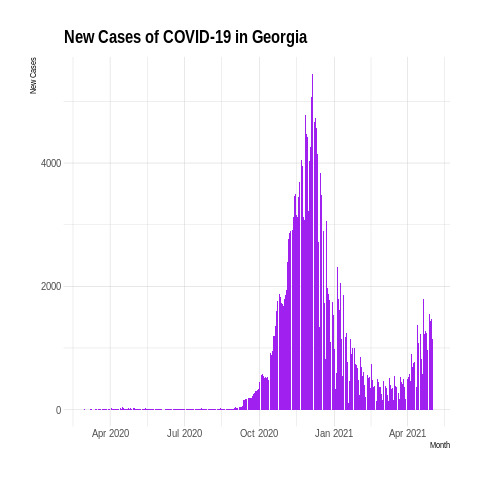 New Cases of COVID-19 in Georgia
New Cases
4000
2000
0
Apr 2020
Jul 2020
Oct 2020
Jan 2021
Apr 2021
Month